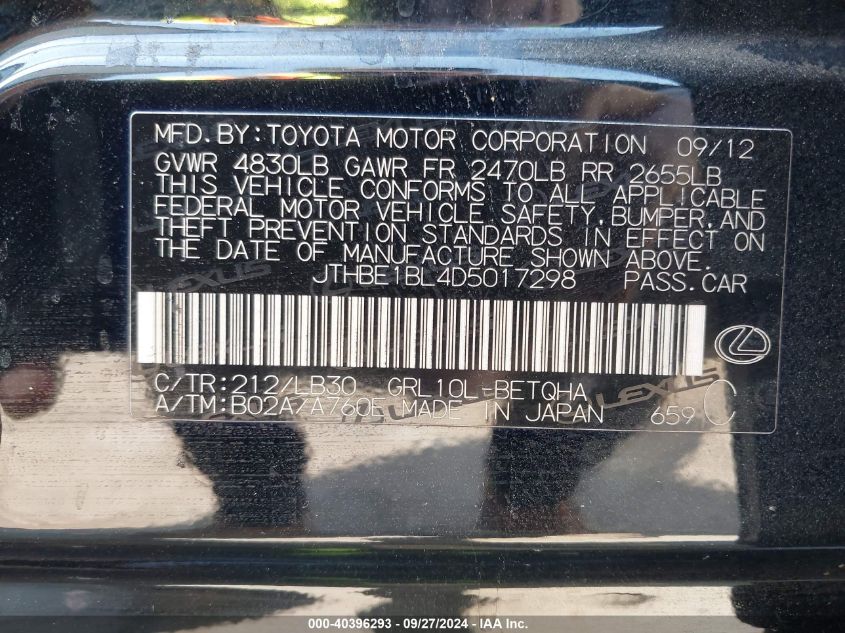 MFD. BY: TOYOTA MOTOR CORPORATION 09/12
GVWR 4830LB GAWR FR 2470LB RR 2655LB
THIS VEHICLE CONFORMS TO ALL APPLICABLE
FEDERAL MOTOR VEHICLE SAFETY, BUMPER, AND
THEFT PREVENTION STANDARDS IN EFFECT ON
THE DATE OF MANUFACTURE SHOWN ABOVE.
JTHBE1BL4D5017298 PASS.CAR
C/TR:212/LB30 GRL10L-BETQHA
A/TM:B02A/A760E MADE IN JAPAN 659 C
LEXUS
000-40396293 - 09/27/2024 - IAA Inc.